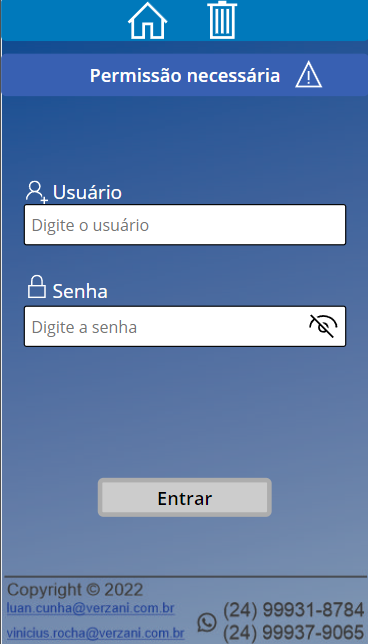 Permissão necessária
Usuário
Digite o usuário
Senha
Digite a senha
Entrar
Copyright © 2022
luan.cunha@verzani.com.br
(24) 99931-8784
vinicius.rocha@verzani.com.br
(24) 99937-9065